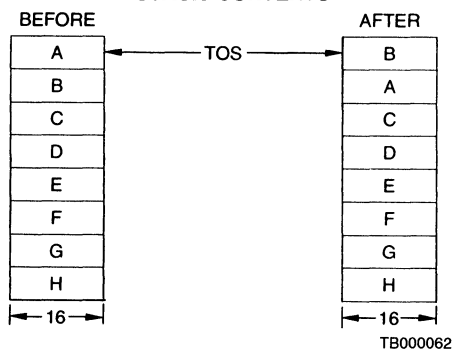 BEFORE AFTER
A TOS B
B A
C C
D D
E E
F F
G G
H H
16 16
TB000062